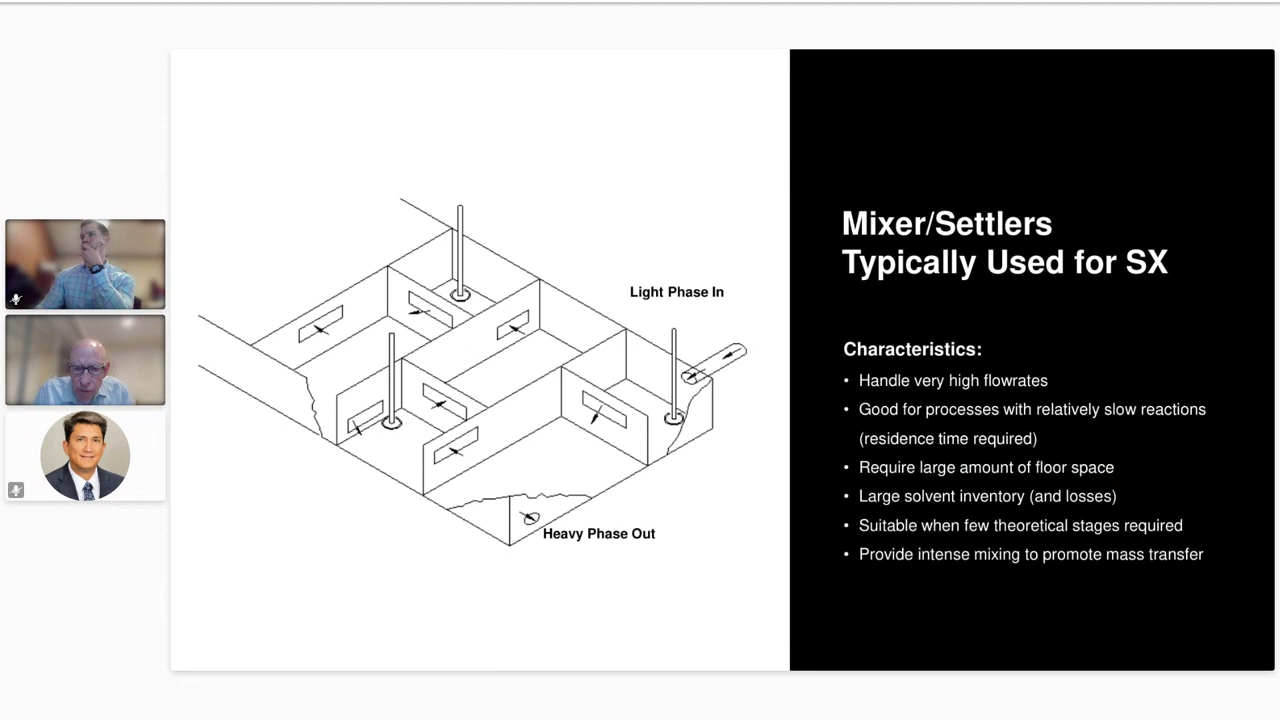 Light Phase In
Heavy Phase Out
Mixer/Settlers
Typically Used for SX
Characteristics:
• Handle very high flowrates
• Good for processes with relatively slow reactions
(residence time required)
• Require large amount of floor space
• Large solvent inventory (and losses)
• Suitable when few theoretical stages required
• Provide intense mixing to promote mass transfer